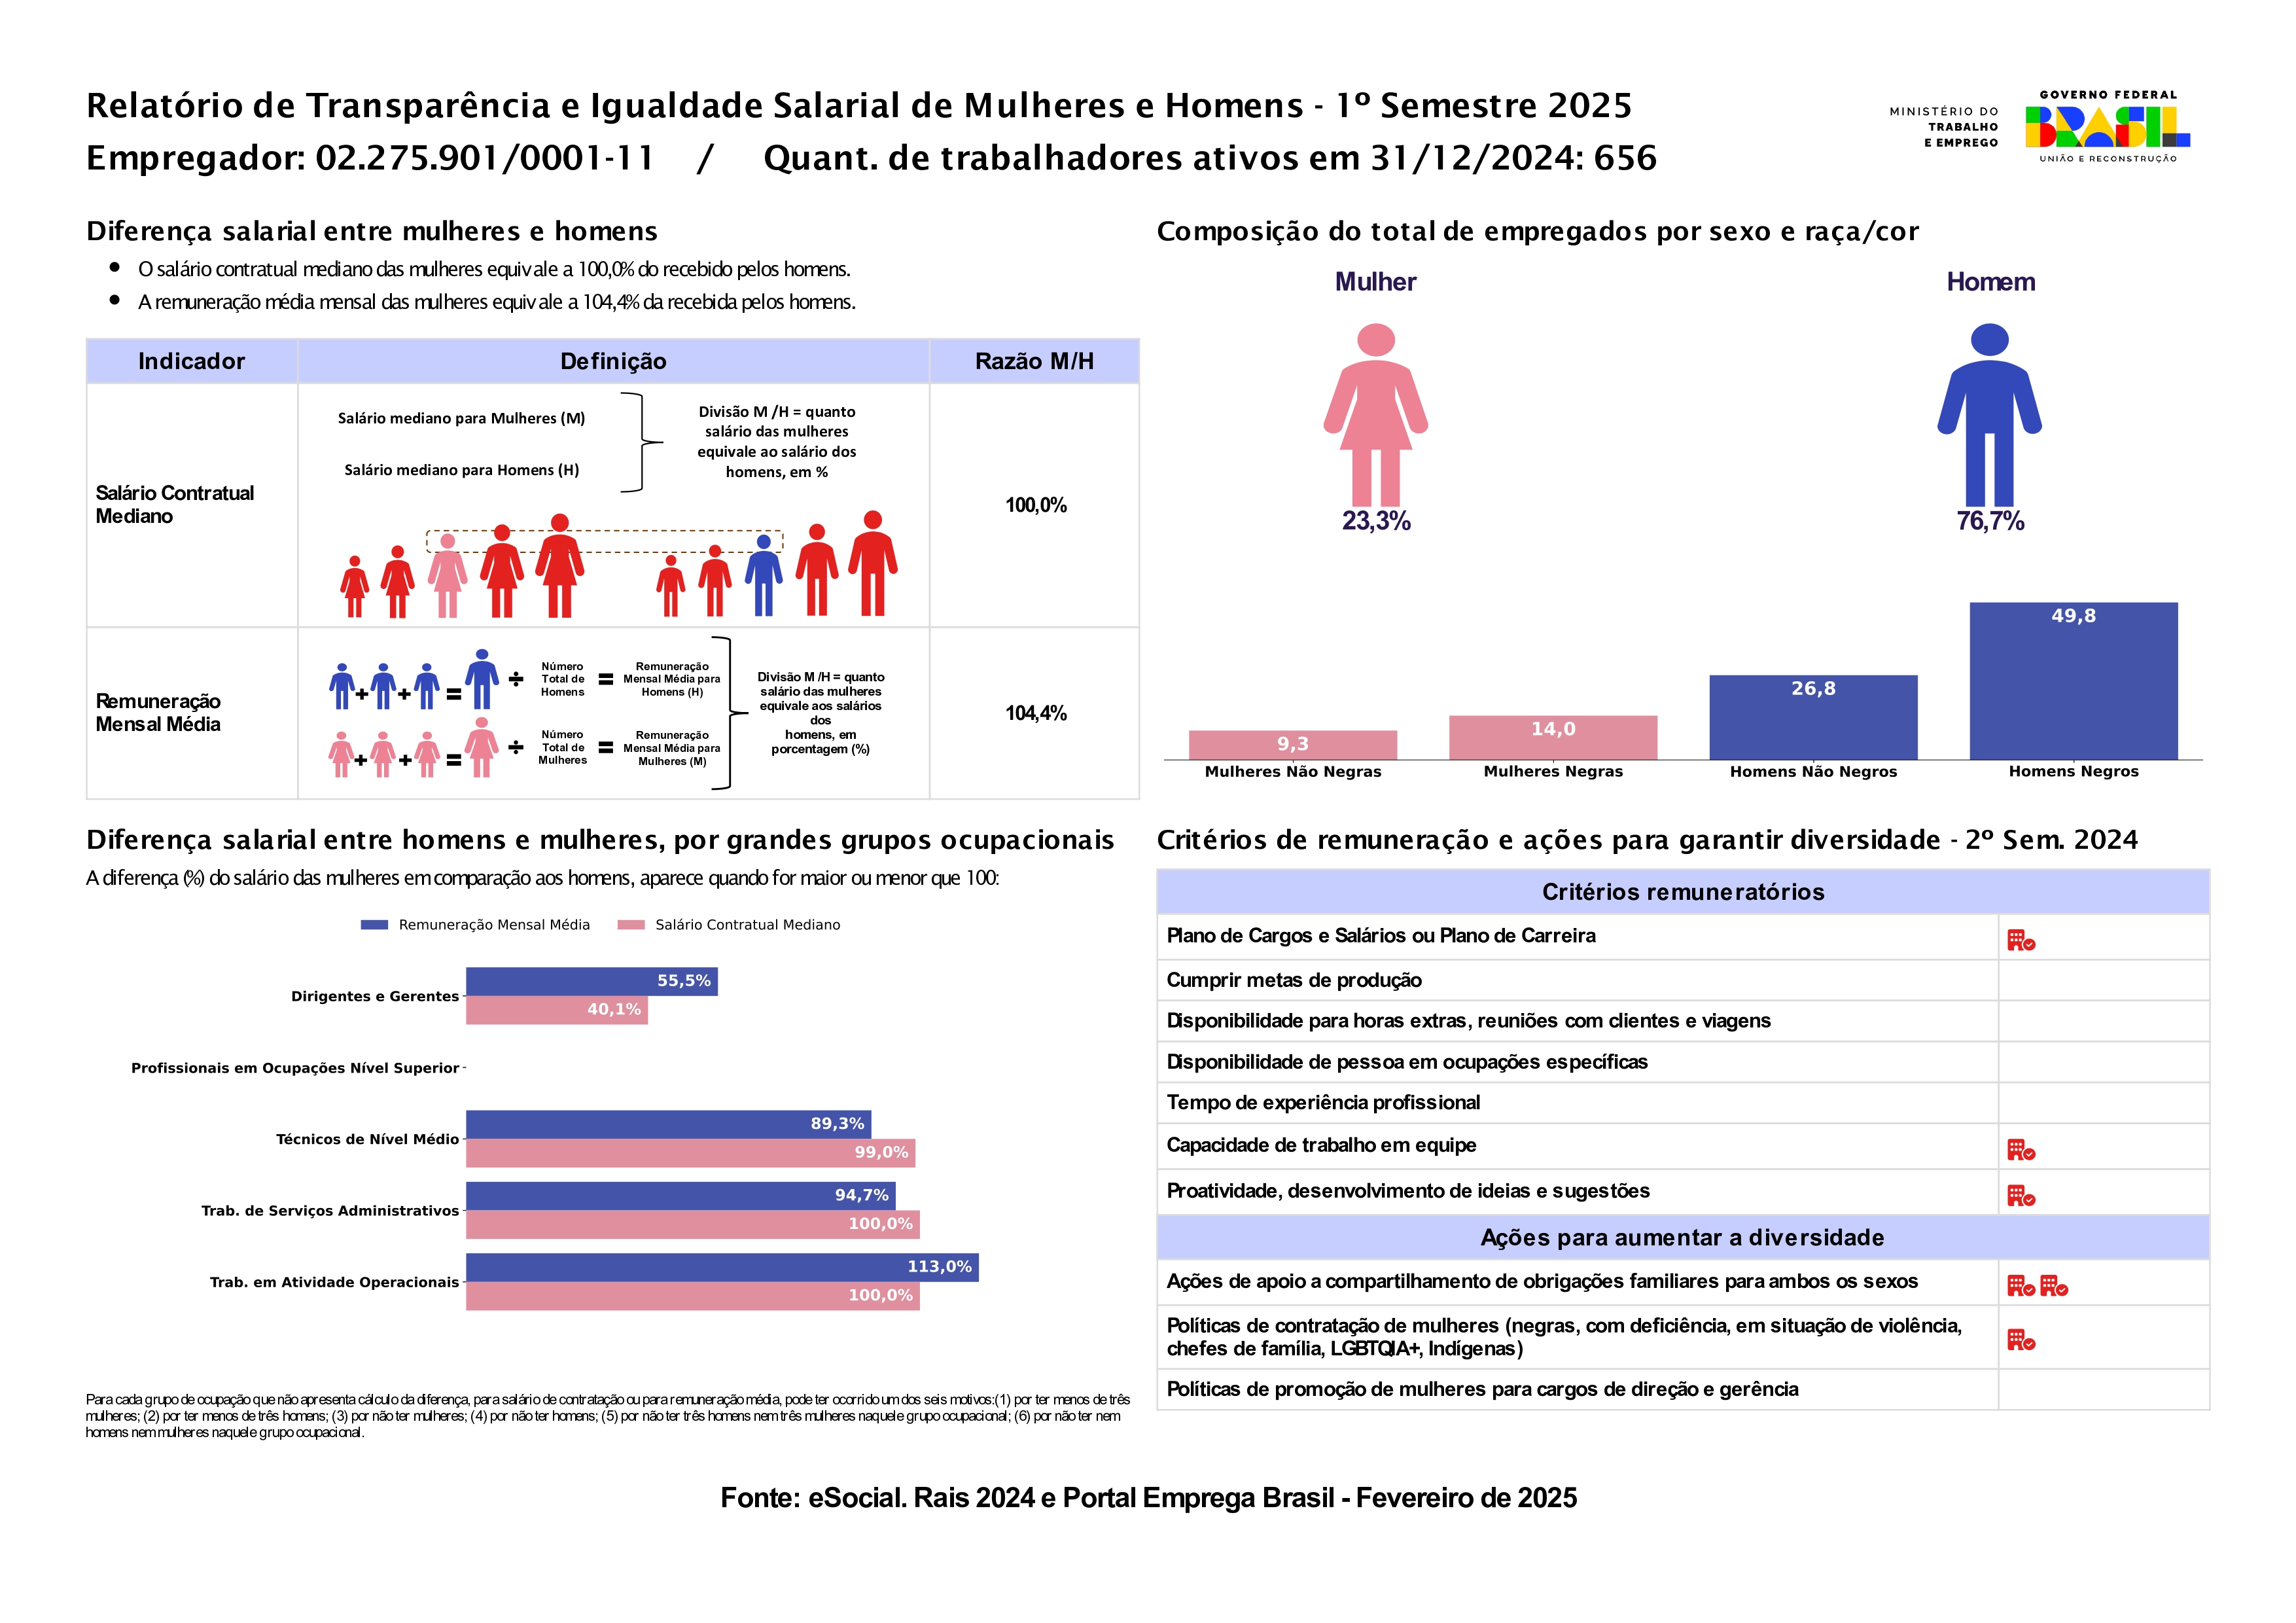 Relatório de Transparência e Igualdade Salarial de Mulheres e Homens - 1º Semestre 2025
Empregador: 02.275.901/0001-11 / Quant. de trabalhadores ativos em 31/12/2024: 656
MINISTÉRIO DO
TRABALHO
E EMPREGO
GOVERNO FEDERAL
BRASIL
UNIÃO E RECONSTRUÇÃO
Diferença salarial entre mulheres e homens
● O salário contratual mediano das mulheres equivale a 100,0% do recebido pelos homens.
● A remuneração média mensal das mulheres equivale a 104,4% da recebida pelos homens.
Indicador Definição Razão M/H
Salário Contratual
Mediano
Salário mediano para Mulheres (M)
Salário mediano para Homens (H)
Divisão M /H = quanto
salário das mulheres
equivale ao salário dos
homens, em %
100,0%
Remuneração
Mensal Média
+ + = ÷
Número
Total de
Homens
=
Remuneração
Mensal Média para
Homens (H)
+ + = ÷
Número
Total de
Mulheres
=
Remuneração
Mensal Média para
Mulheres (M)
Divisão M /H = quanto
salário das mulheres
equivale aos salários
dos
homens, em
porcentagem (%)
104,4%
Composição do total de empregados por sexo e raça/cor
Mulher Homem
23,3% 76,7%
9,3 14,0 26,8 49,8
Mulheres Não Negras Mulheres Negras Homens Não Negros Homens Negros
Diferença salarial entre homens e mulheres, por grandes grupos ocupacionais
A diferença (%) do salário das mulheres em comparação aos homens, aparece quando for maior ou menor que 100:
Remuneração Mensal Média Salário Contratual Mediano
Dirigentes e Gerentes
55,5%
40,1%
Profissionais em Ocupações Nível Superior
Técnicos de Nível Médio
89,3%
99,0%
Trab. de Serviços Administrativos
94,7%
100,0%
Trab. em Atividade Operacionais
113,0%
100,0%
Para cada grupo de ocupação que não apresenta cálculo da diferença, para salário de contratação ou para remuneração média, pode ter ocorrido um dos seis motivos:(1) por ter menos de três
mulheres; (2) por ter menos de três homens; (3) por não ter mulheres; (4) por não ter homens; (5) por não ter três homens nem três mulheres naquele grupo ocupacional; (6) por não ter nem
homens nem mulheres naquele grupo ocupacional.
Critérios de remuneração e ações para garantir diversidade - 2º Sem. 2024
Critérios remuneratórios
Plano de Cargos e Salários ou Plano de Carreira
Cumprir metas de produção
Disponibilidade para horas extras, reuniões com clientes e viagens
Disponibilidade de pessoa em ocupações específicas
Tempo de experiência profissional
Capacidade de trabalho em equipe
Proatividade, desenvolvimento de ideias e sugestões
Ações para aumentar a diversidade
Ações de apoio a compartilhamento de obrigações familiares para ambos os sexos
Políticas de contratação de mulheres (negras, com deficiência, em situação de violência,
chefes de família, LGBTQIA+, Indígenas)
Políticas de promoção de mulheres para cargos de direção e gerência
Fonte: eSocial. Rais 2024 e Portal Emprega Brasil - Fevereiro de 2025